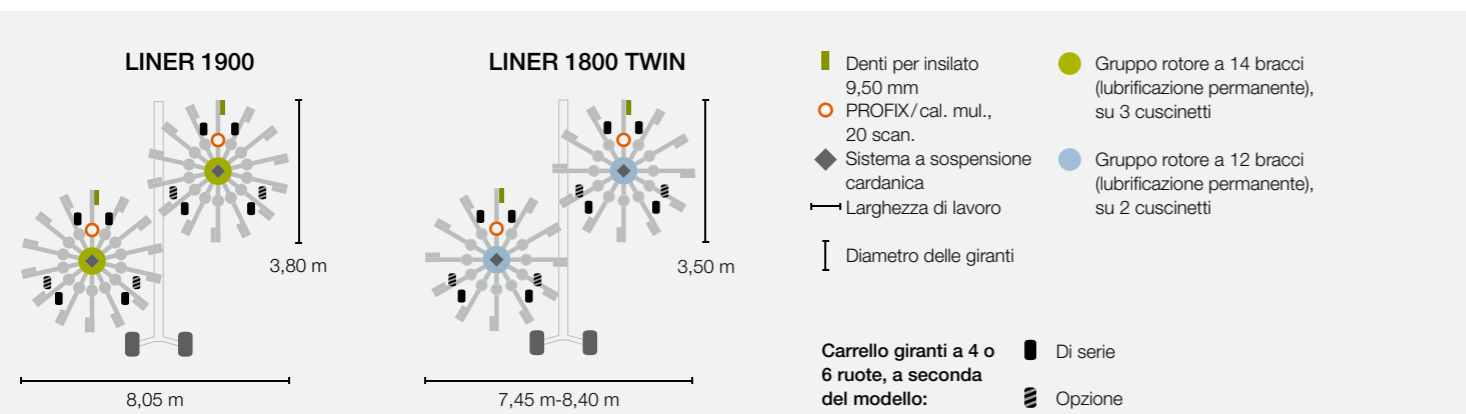 LINER 1900
3,80 m
8,05 m
LINER 1800 TWIN
3,50 m
7,45 m-8,40 m
Denti per insilato
9,50 mm
PROFIX/cal. mul.,
20 scan.
Sistema a sospensione
cardanica
Larghezza di lavoro
Diametro delle giranti
Gruppo rotore a 14 bracci
(lubrificazione permanente),
su 3 cuscinetti
Gruppo rotore a 12 bracci
(lubrificazione permanente),
su 2 cuscinetti
Carrello giranti a 4 o
6 ruote, a seconda
del modello:
Di serie
Opzione